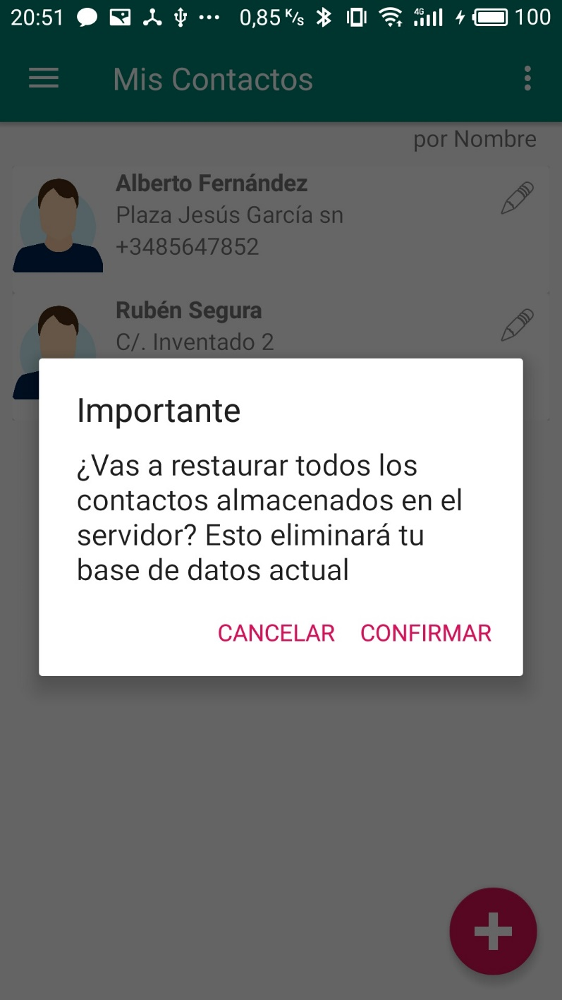 20:51 ... 0,85 K/s 4G 100
Mis Contactos
por Nombre
Alberto Fernández
Plaza Jesús García sn
+3485647852
Rubén Segura
C/. Inventado 2
Importante
¿Vas a restaurar todos los
contactos almacenados en el
servidor? Esto eliminará tu
base de datos actual
CANCELAR CONFIRMAR